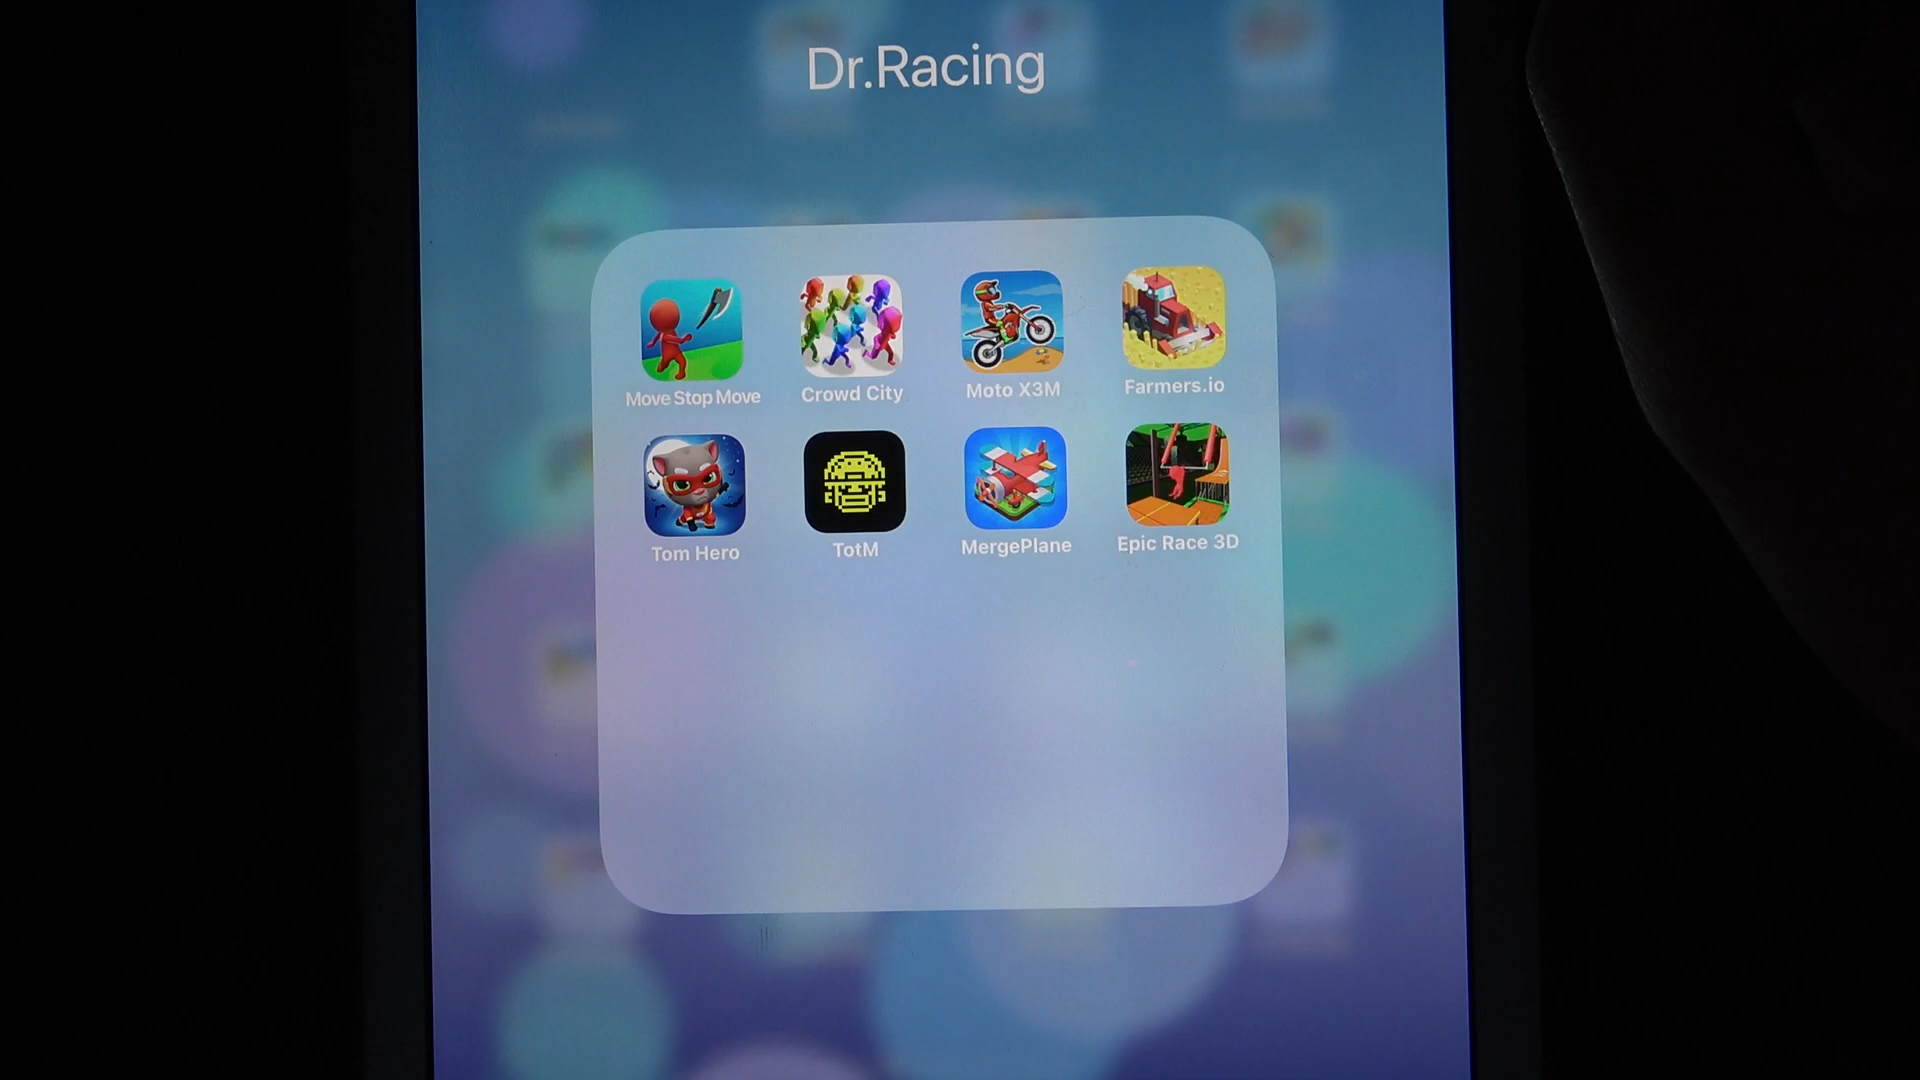 Dr.Racing
Move Stop Move
Crowd City
Moto X3M
Farmers.io
Tom Hero
TotM
MergePlane
Epic Race 3D